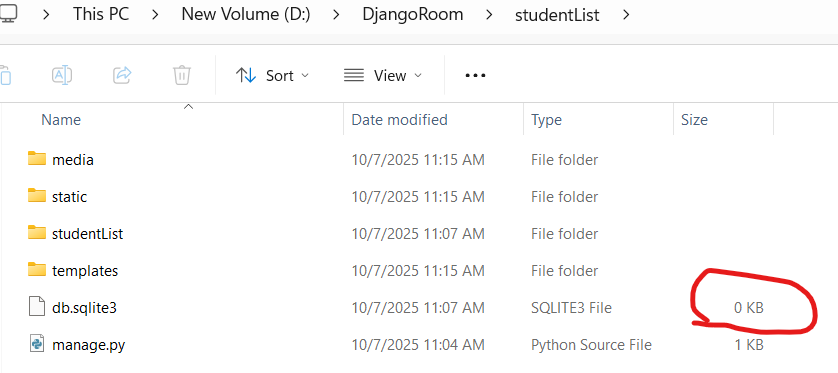 This PC > New Volume (D:) > DjangoRoom > studentList >
Sort View
Name Date modified Type Size
media 10/7/2025 11:15 AM File folder
static 10/7/2025 11:15 AM File folder
studentList 10/7/2025 11:07 AM File folder
templates 10/7/2025 11:15 AM File folder
db.sqlite3 10/7/2025 11:07 AM SQLITE3 File 0 KB
manage.py 10/7/2025 11:04 AM Python Source File 1 KB